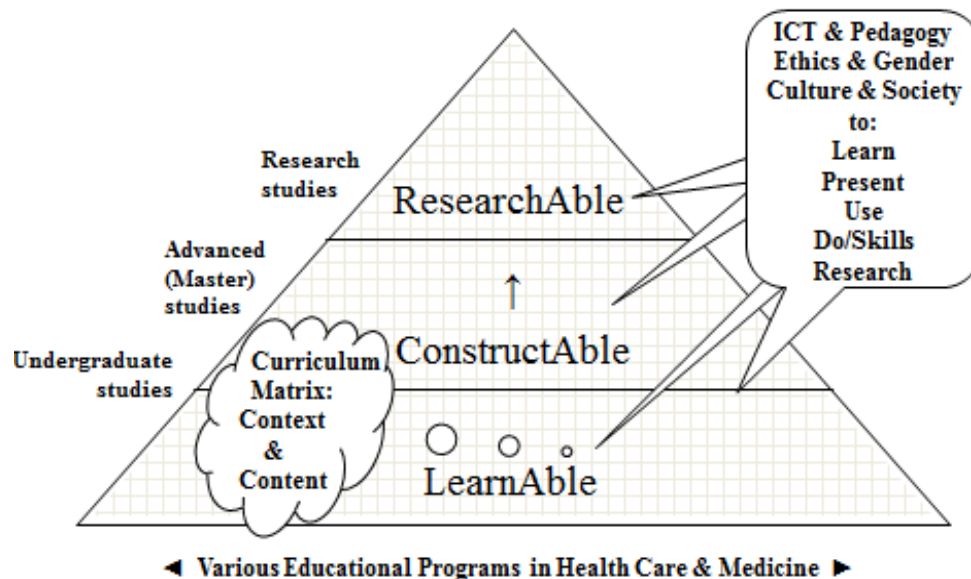 ICT & Pedagogy
Ethics & Gender
Culture & Society
to:
Learn
Present
Use
Do/Skills
Research
Research
studies
ResearchAble
Advanced
(Master)
studies
↑
ConstructAble
Undergraduate
studies
Curriculum
Matrix:
Context
&
Content
LearnAble
◄ Various Educational Programs in Health Care & Medicine ►